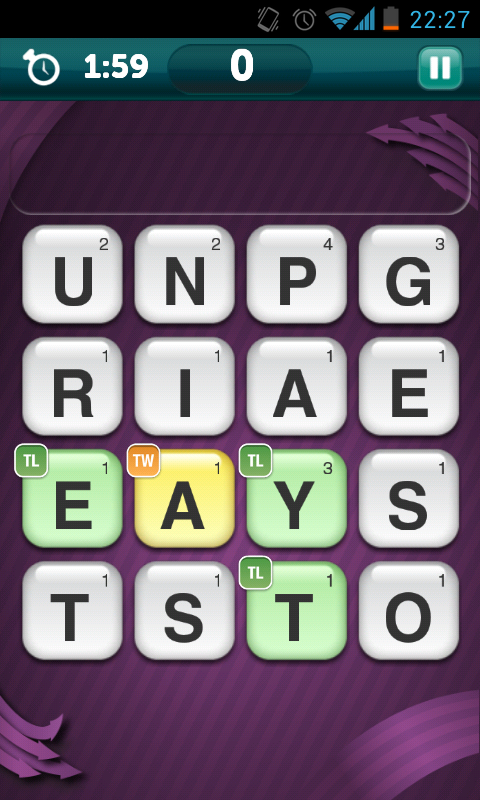 22:27
1:59 0
2 2 4 3
U N P G
1 1 1 1
R I A E
TL TW TL
1 1 3 1
E A Y S
TL
1 1 1 1
T S T O